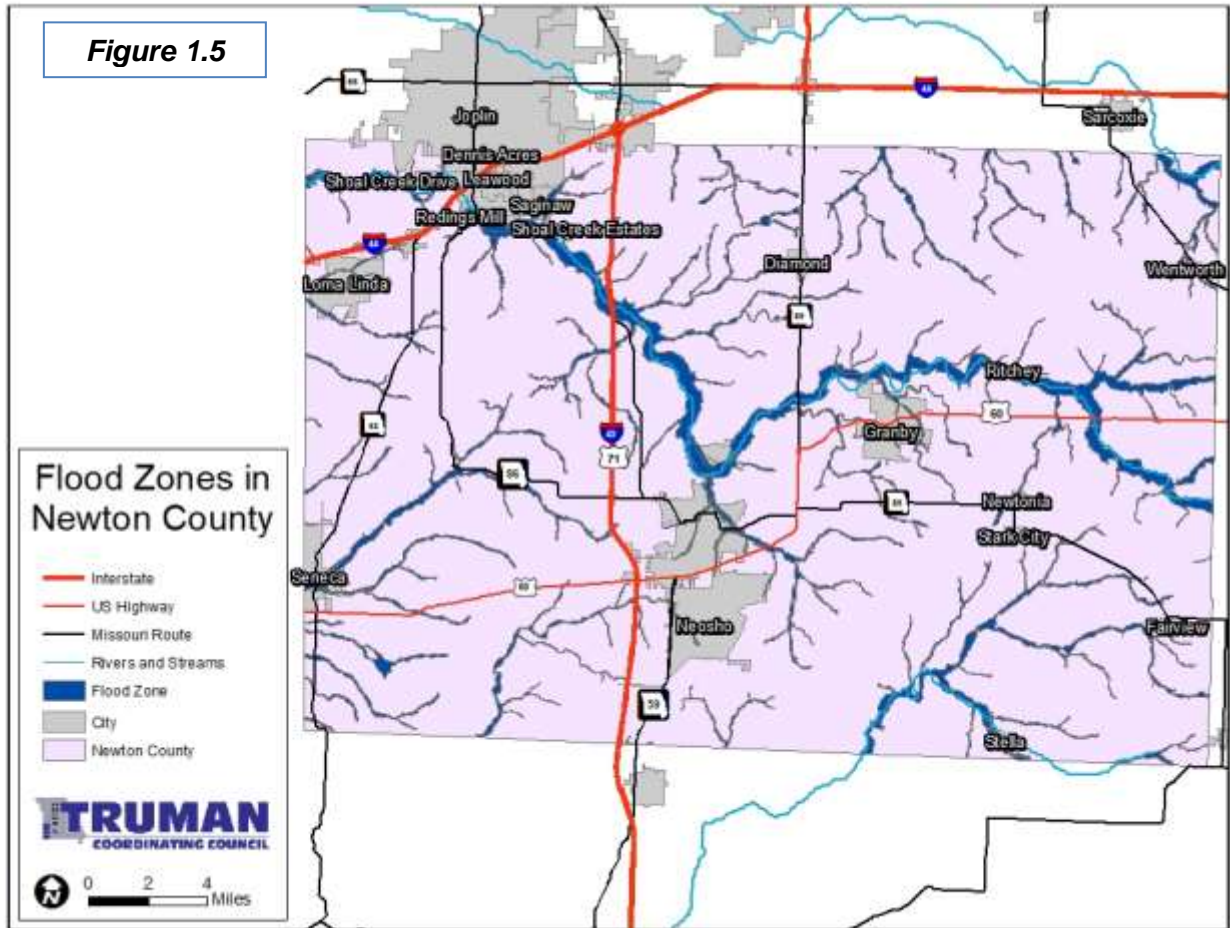 Figure 1.5
44
Joplin
Sarcoxie
Dennis Acres
Shoal Creek Drive
Leawood
Saginaw
Redings Mill
Shoal Creek Estates
44
Diamond
Wentworth
Loma Linda
Ritchey
60
Granby
71
Newtonia
Stark City
Seneca
60
Neosho
Fairview
59
Stella
Flood Zones in
Newton County
Interstate
US Highway
Missouri Route
Rivers and Streams
Flood Zone
City
Newton County
TRUMAN
COORDINATING COUNCIL
N
0 2 4
Miles